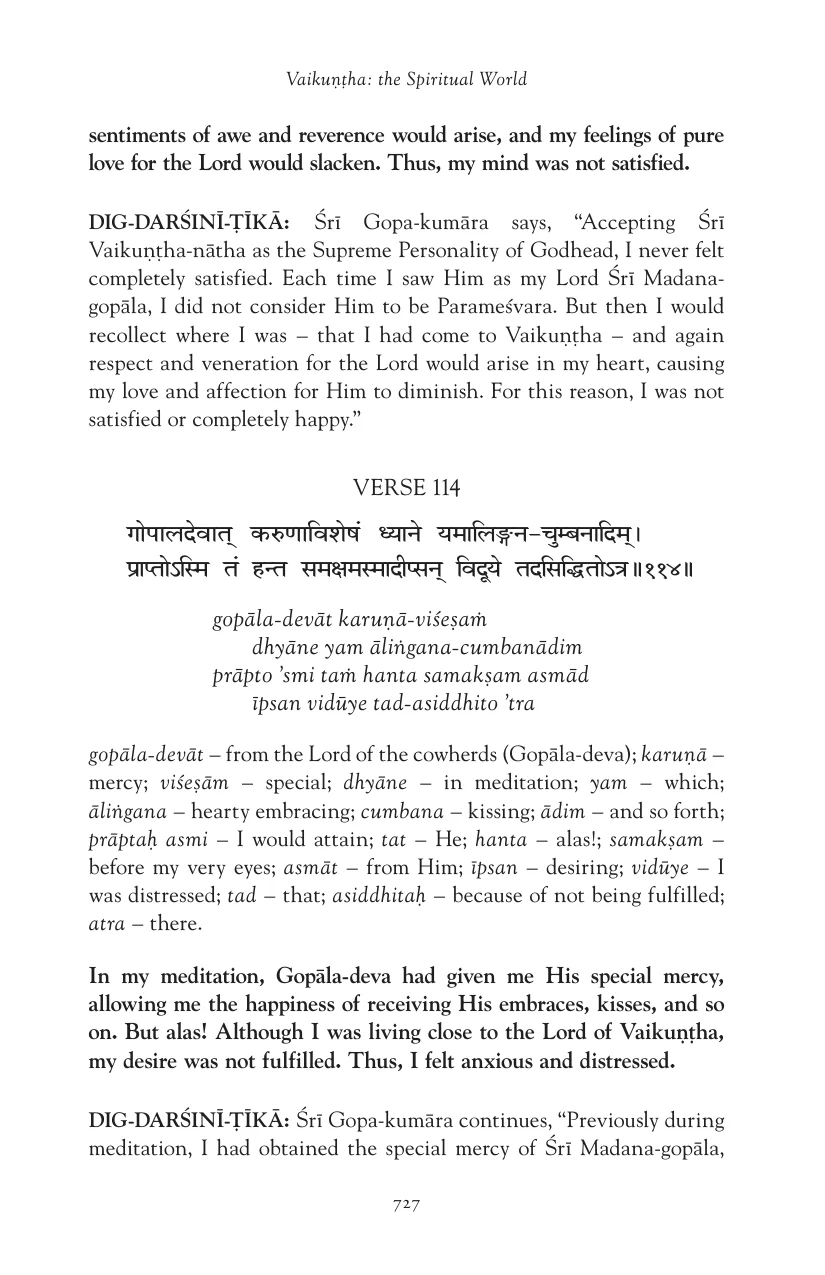 Vaikuṇṭha: the Spiritual World
sentiments of awe and reverence would arise, and my feelings of pure
love for the Lord would slacken. Thus, my mind was not satisfied.
DIG-DARŚINĪ-ṬĪKĀ: Śrī Gopa-kumāra says, “Accepting Śrī
Vaikuṇṭha-nātha as the Supreme Personality of Godhead, I never felt
completely satisfied. Each time I saw Him as my Lord Śrī Madana-
gopāla, I did not consider Him to be Parameśvara. But then I would
recollect where I was – that I had come to Vaikuṇṭha – and again
respect and veneration for the Lord would arise in my heart, causing
my love and affection for Him to diminish. For this reason, I was not
satisfied or completely happy.”
VERSE 114
गोपालदेवात् करुणाविशेषं ध्याने यमालिङ्गन-चुम्बनादिम्।
प्राप्तोऽस्मि तं हन्त समक्षमस्मादीप्सन् विदूये तदसिद्धितोऽत्र॥११४॥
gopāla-devāt karuṇā-viśeṣaṁ
dhyāne yam āliṅgana-cumbanādim
prāpto ’smi taṁ hanta samakṣam asmād
īpsan vidūye tad-asiddhito ’tra
gopāla-devāt – from the Lord of the cowherds (Gopāla-deva); karuṇā –
mercy; viśeṣām – special; dhyāne – in meditation; yam – which;
āliṅgana – hearty embracing; cumbana – kissing; ādim – and so forth;
prāptaḥ asmi – I would attain; tat – He; hanta – alas!; samakṣam –
before my very eyes; asmāt – from Him; īpsan – desiring; vidūye – I
was distressed; tad – that; asiddhitaḥ – because of not being fulfilled;
atra – there.
In my meditation, Gopāla-deva had given me His special mercy,
allowing me the happiness of receiving His embraces, kisses, and so
on. But alas! Although I was living close to the Lord of Vaikuṇṭha,
my desire was not fulfilled. Thus, I felt anxious and distressed.
DIG-DARŚINĪ-ṬĪKĀ: Śrī Gopa-kumāra continues, “Previously during
meditation, I had obtained the special mercy of Śrī Madana-gopāla,
727